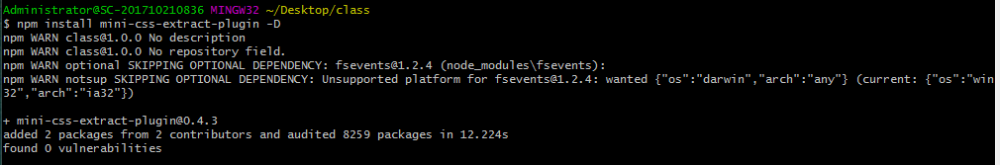 Administrator@SC-201710210836 MINGW32 ~/Desktop/class
$ npm install mini-css-extract-plugin -D
npm WARN class@1.0.0 No description
npm WARN class@1.0.0 No repository field.
npm WARN optional SKIPPING OPTIONAL DEPENDENCY: fsevents@1.2.4 (node_modules\fsevents):
npm WARN notsup SKIPPING OPTIONAL DEPENDENCY: Unsupported platform for fsevents@1.2.4: wanted {"os":"darwin","arch":"any"} (current: {"os":"win
32","arch":"ia32"})
+ mini-css-extract-plugin@0.4.3
added 2 packages from 2 contributors and audited 8259 packages in 12.224s
found 0 vulnerabilities